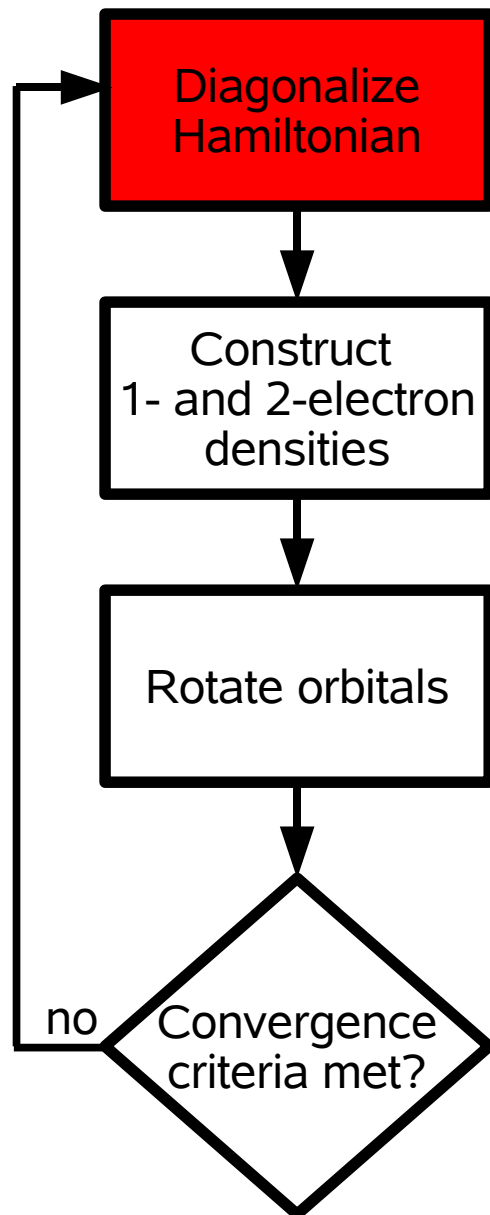 Diagonalize
Hamiltonian
Construct
1- and 2-electron
densities
Rotate orbitals
no
Convergence
criteria met?